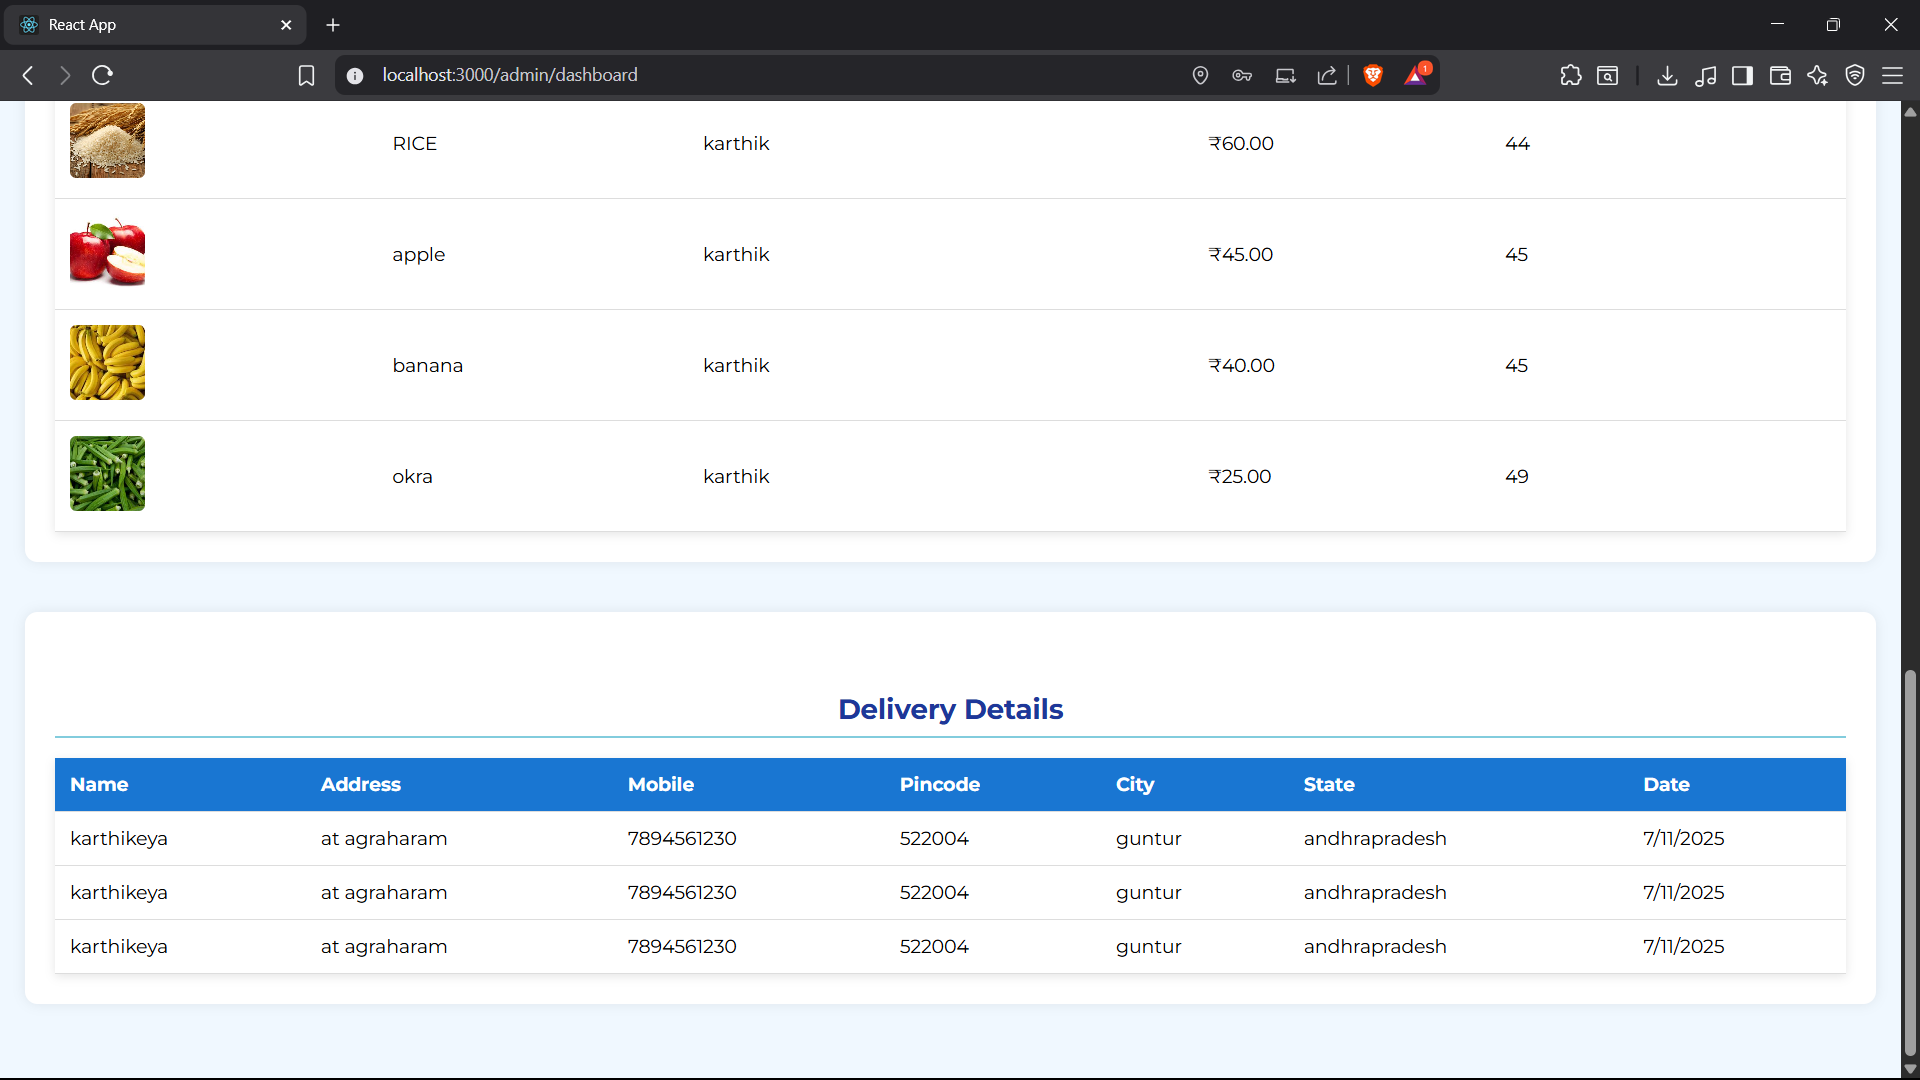 React App
localhost:3000/admin/dashboard
1
RICE karthik ₹60.00 44
apple karthik ₹45.00 45
banana karthik ₹40.00 45
okra karthik ₹25.00 49
Delivery Details
Name Address Mobile Pincode City State Date
karthikeya at agraharam 7894561230 522004 guntur andhrapradesh 7/11/2025
karthikeya at agraharam 7894561230 522004 guntur andhrapradesh 7/11/2025
karthikeya at agraharam 7894561230 522004 guntur andhrapradesh 7/11/2025